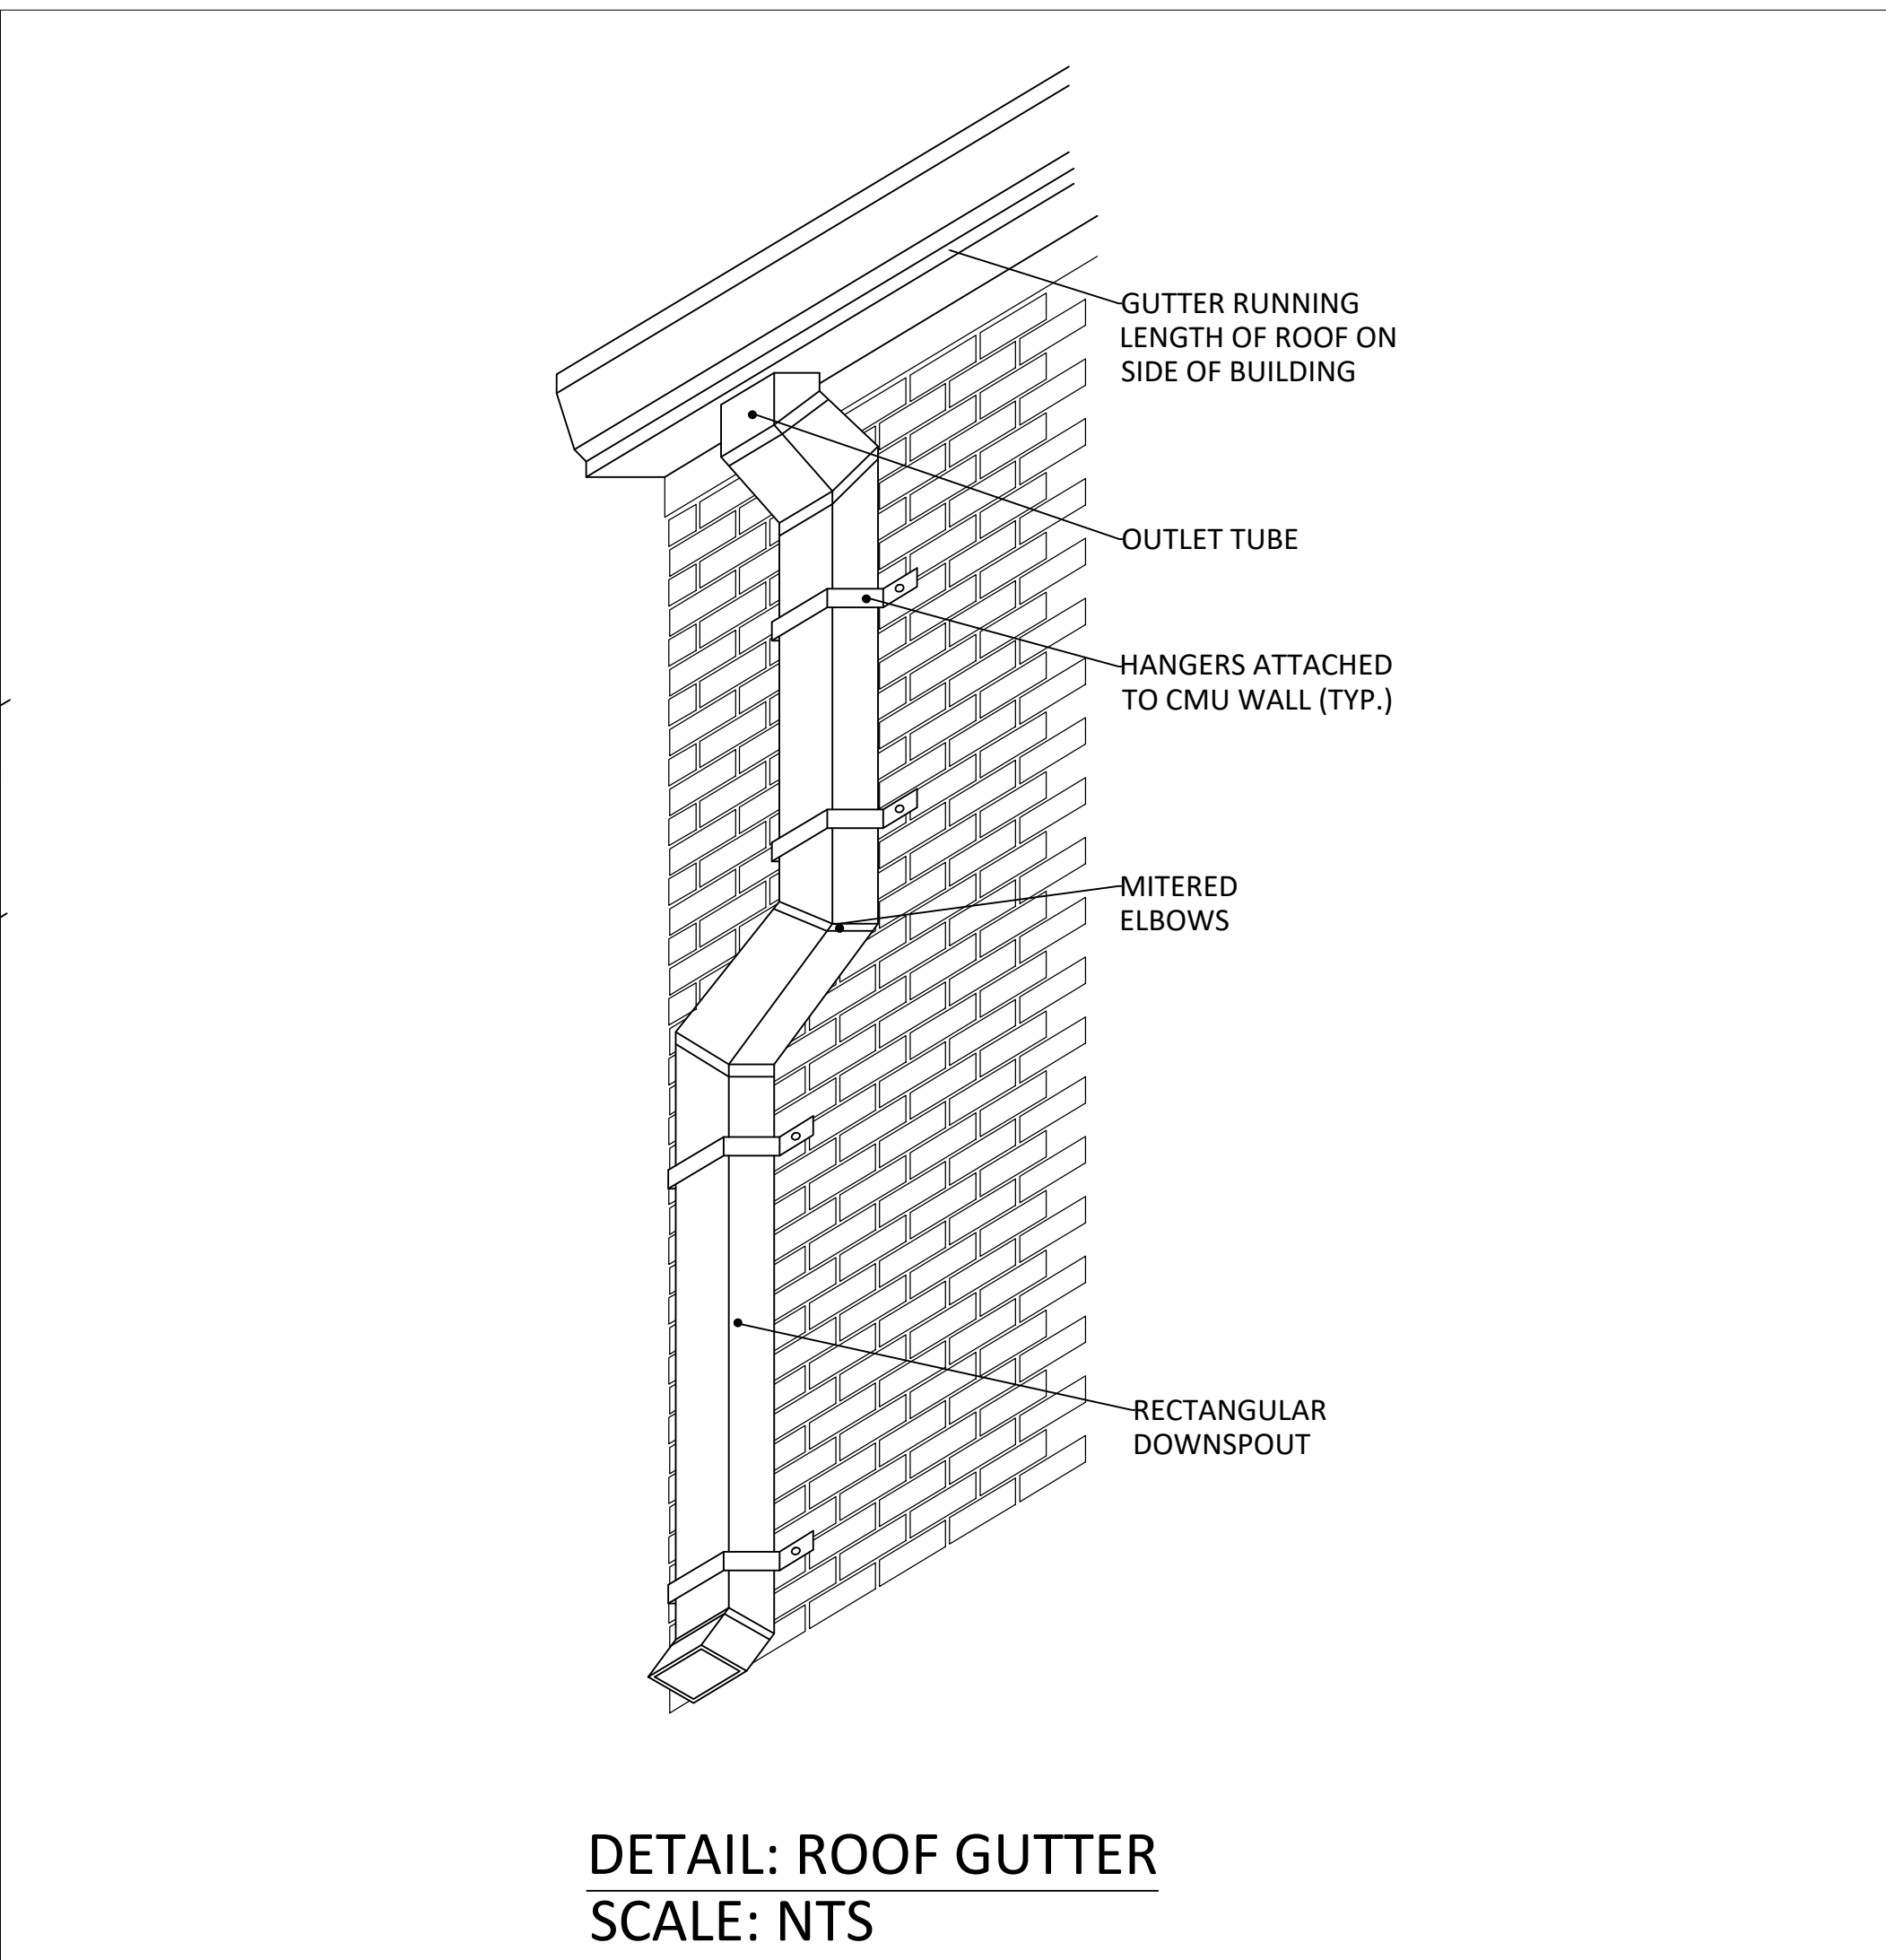 GUTTER RUNNING
LENGTH OF ROOF ON
SIDE OF BUILDING
OUTLET TUBE
HANGERS ATTACHED
TO CMU WALL (TYP.)
MITERED
ELBOWS
RECTANGULAR
DOWNSPOUT
DETAIL: ROOF GUTTER
SCALE: NTS